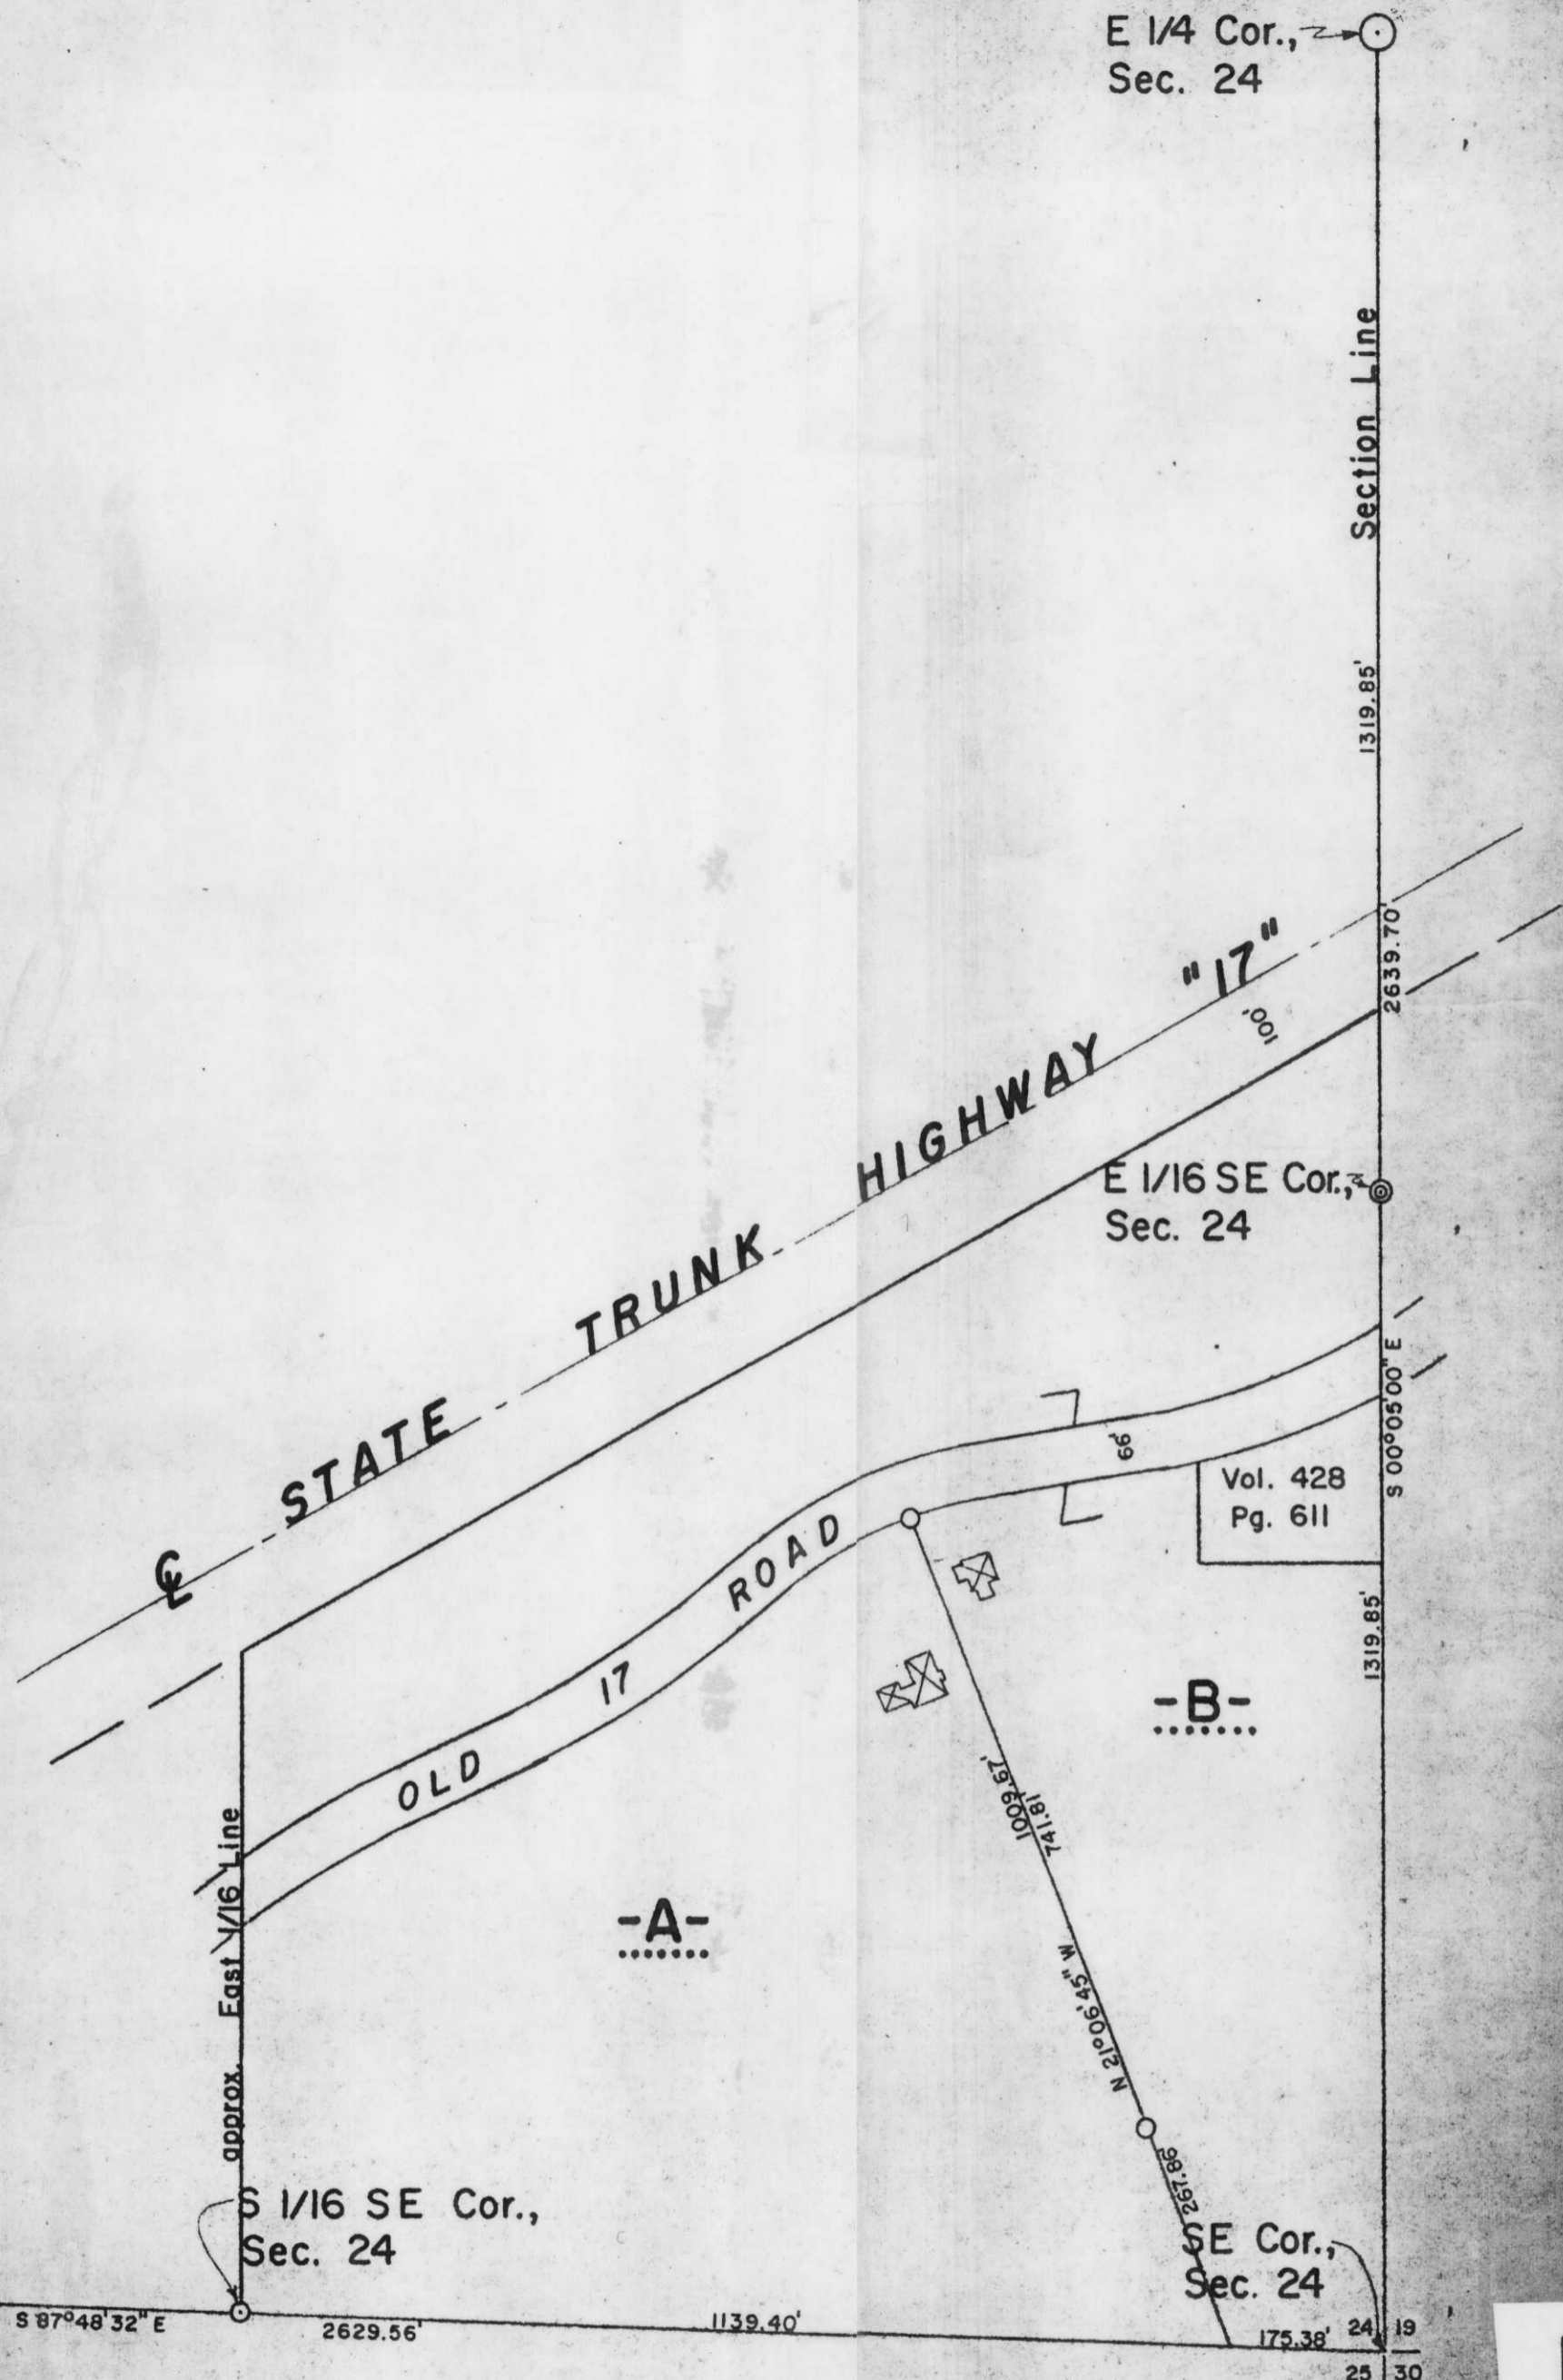 E 1/4 Cor.,
Sec. 24
Section Line
1319.85'
2639.70'
STATE TRUNK HIGHWAY "17"
100'
℄
E 1/16 SE Cor.,
Sec. 24
S 00°05'00" E
66'
Vol. 428
Pg. 611
OLD 17 ROAD
1319.85'
-B-
1009.67'
741.81'
approx. East 1/16 Line
-A-
N 21°06'45" W
267.86
S 1/16 SE Cor.,
Sec. 24
SE Cor.,
Sec. 24
S 87°48'32" E
2629.56'
1139.40'
175.38'
24 19
25 30